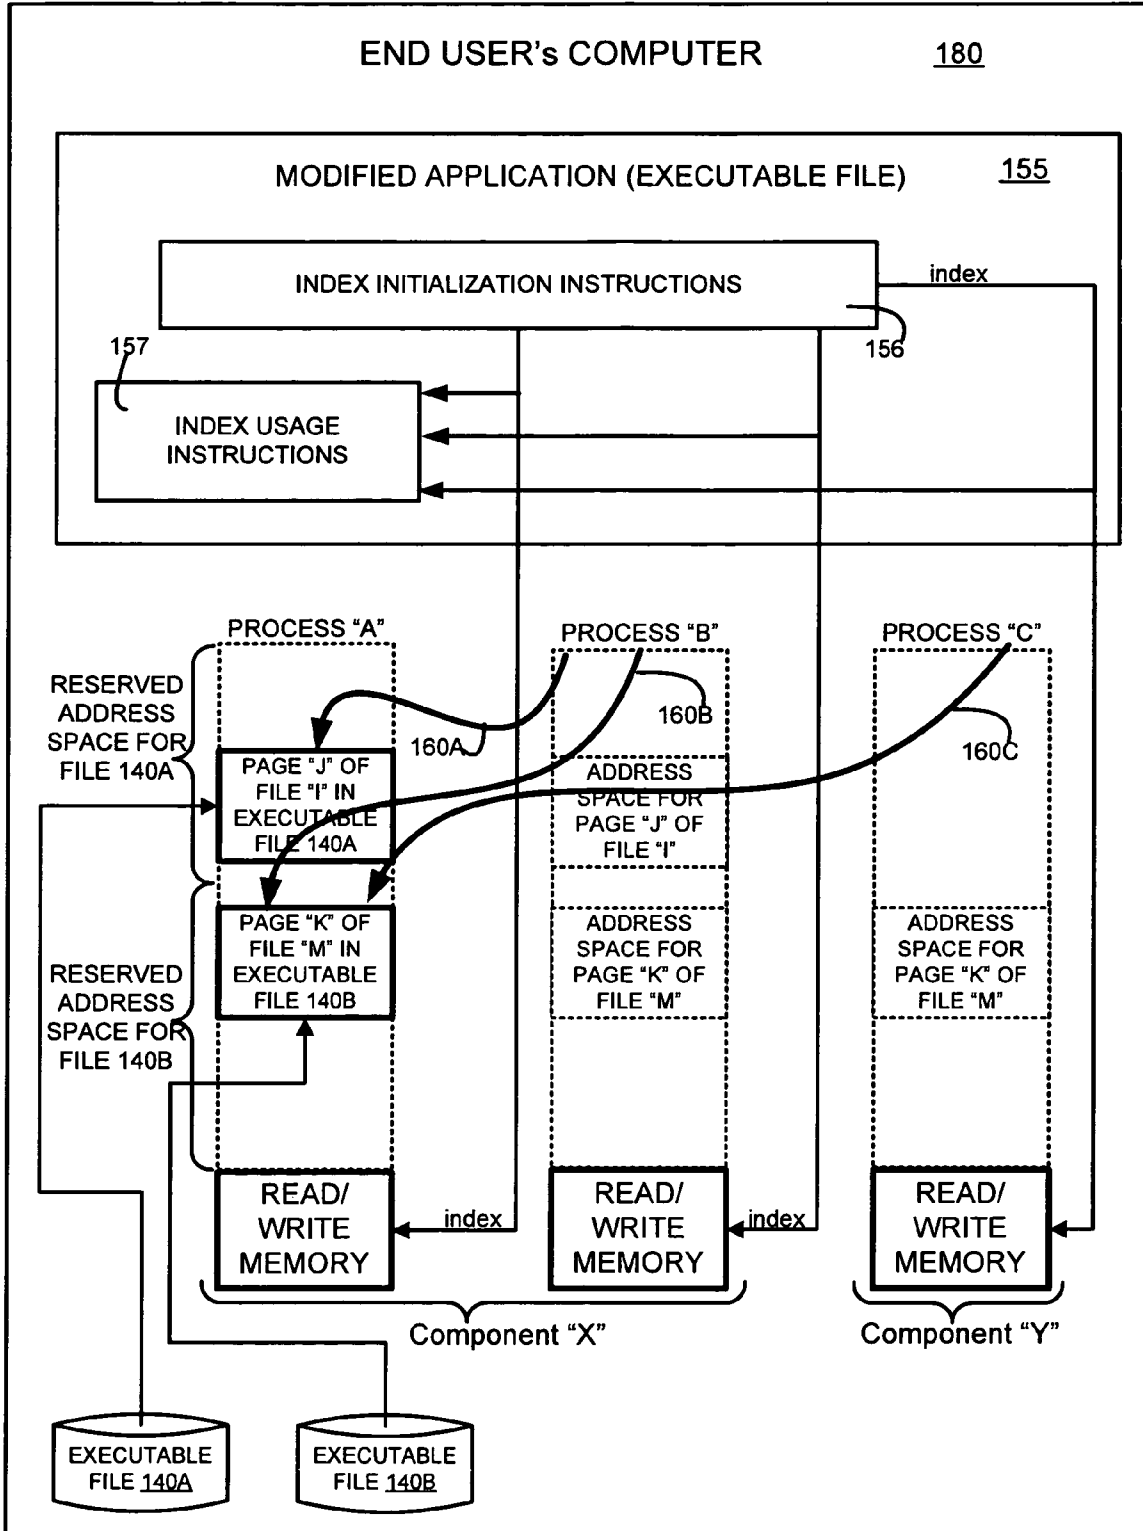 END USER's COMPUTER
180
MODIFIED APPLICATION (EXECUTABLE FILE)
155
INDEX INITIALIZATION INSTRUCTIONS
index
156
157
INDEX USAGE
INSTRUCTIONS
PROCESS "A"
PROCESS "B"
PROCESS "C"
RESERVED
ADDRESS
SPACE FOR
FILE 140A
160A
160B
160C
PAGE "J" OF
FILE "I" IN
EXECUTABLE
FILE 140A
ADDRESS
SPACE FOR
PAGE "J" OF
FILE "I"
RESERVED
ADDRESS
SPACE FOR
FILE 140B
PAGE "K" OF
FILE "M" IN
EXECUTABLE
FILE 140B
ADDRESS
SPACE FOR
PAGE "K" OF
FILE "M"
ADDRESS
SPACE FOR
PAGE "K" OF
FILE "M"
READ/
WRITE
MEMORY
index
READ/
WRITE
MEMORY
index
READ/
WRITE
MEMORY
Component "X"
Component "Y"
EXECUTABLE
FILE 140A
EXECUTABLE
FILE 140B